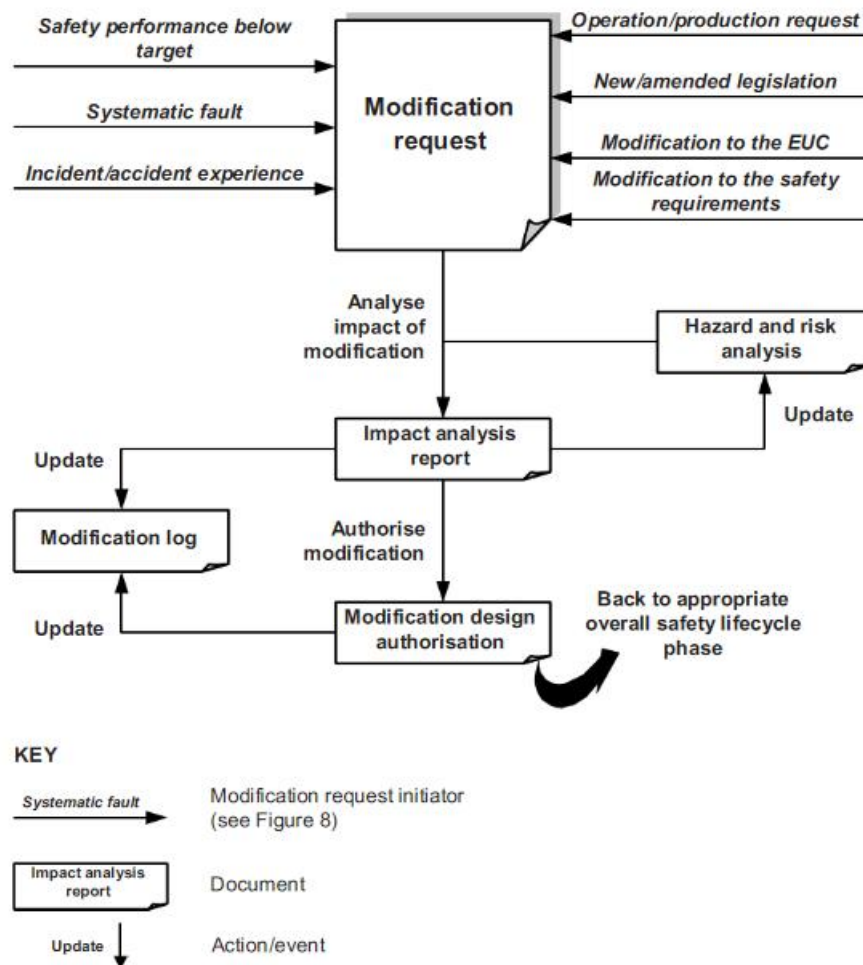 Safety performance below
target
Systematic fault
Incident/accident experience
Modification
request
Operation/production request
New/amended legislation
Modification to the EUC
Modification to the safety
requirements
Analyse
impact of
modification
Hazard and risk
analysis
Update
Impact analysis
report
Update
Modification log
Authorise
modification
Update
Modification design
authorisation
Back to appropriate
overall safety lifecycle
phase
KEY
Systematic fault
Modification request initiator
(see Figure 8)
Impact analysis
report
Document
Update
Action/event